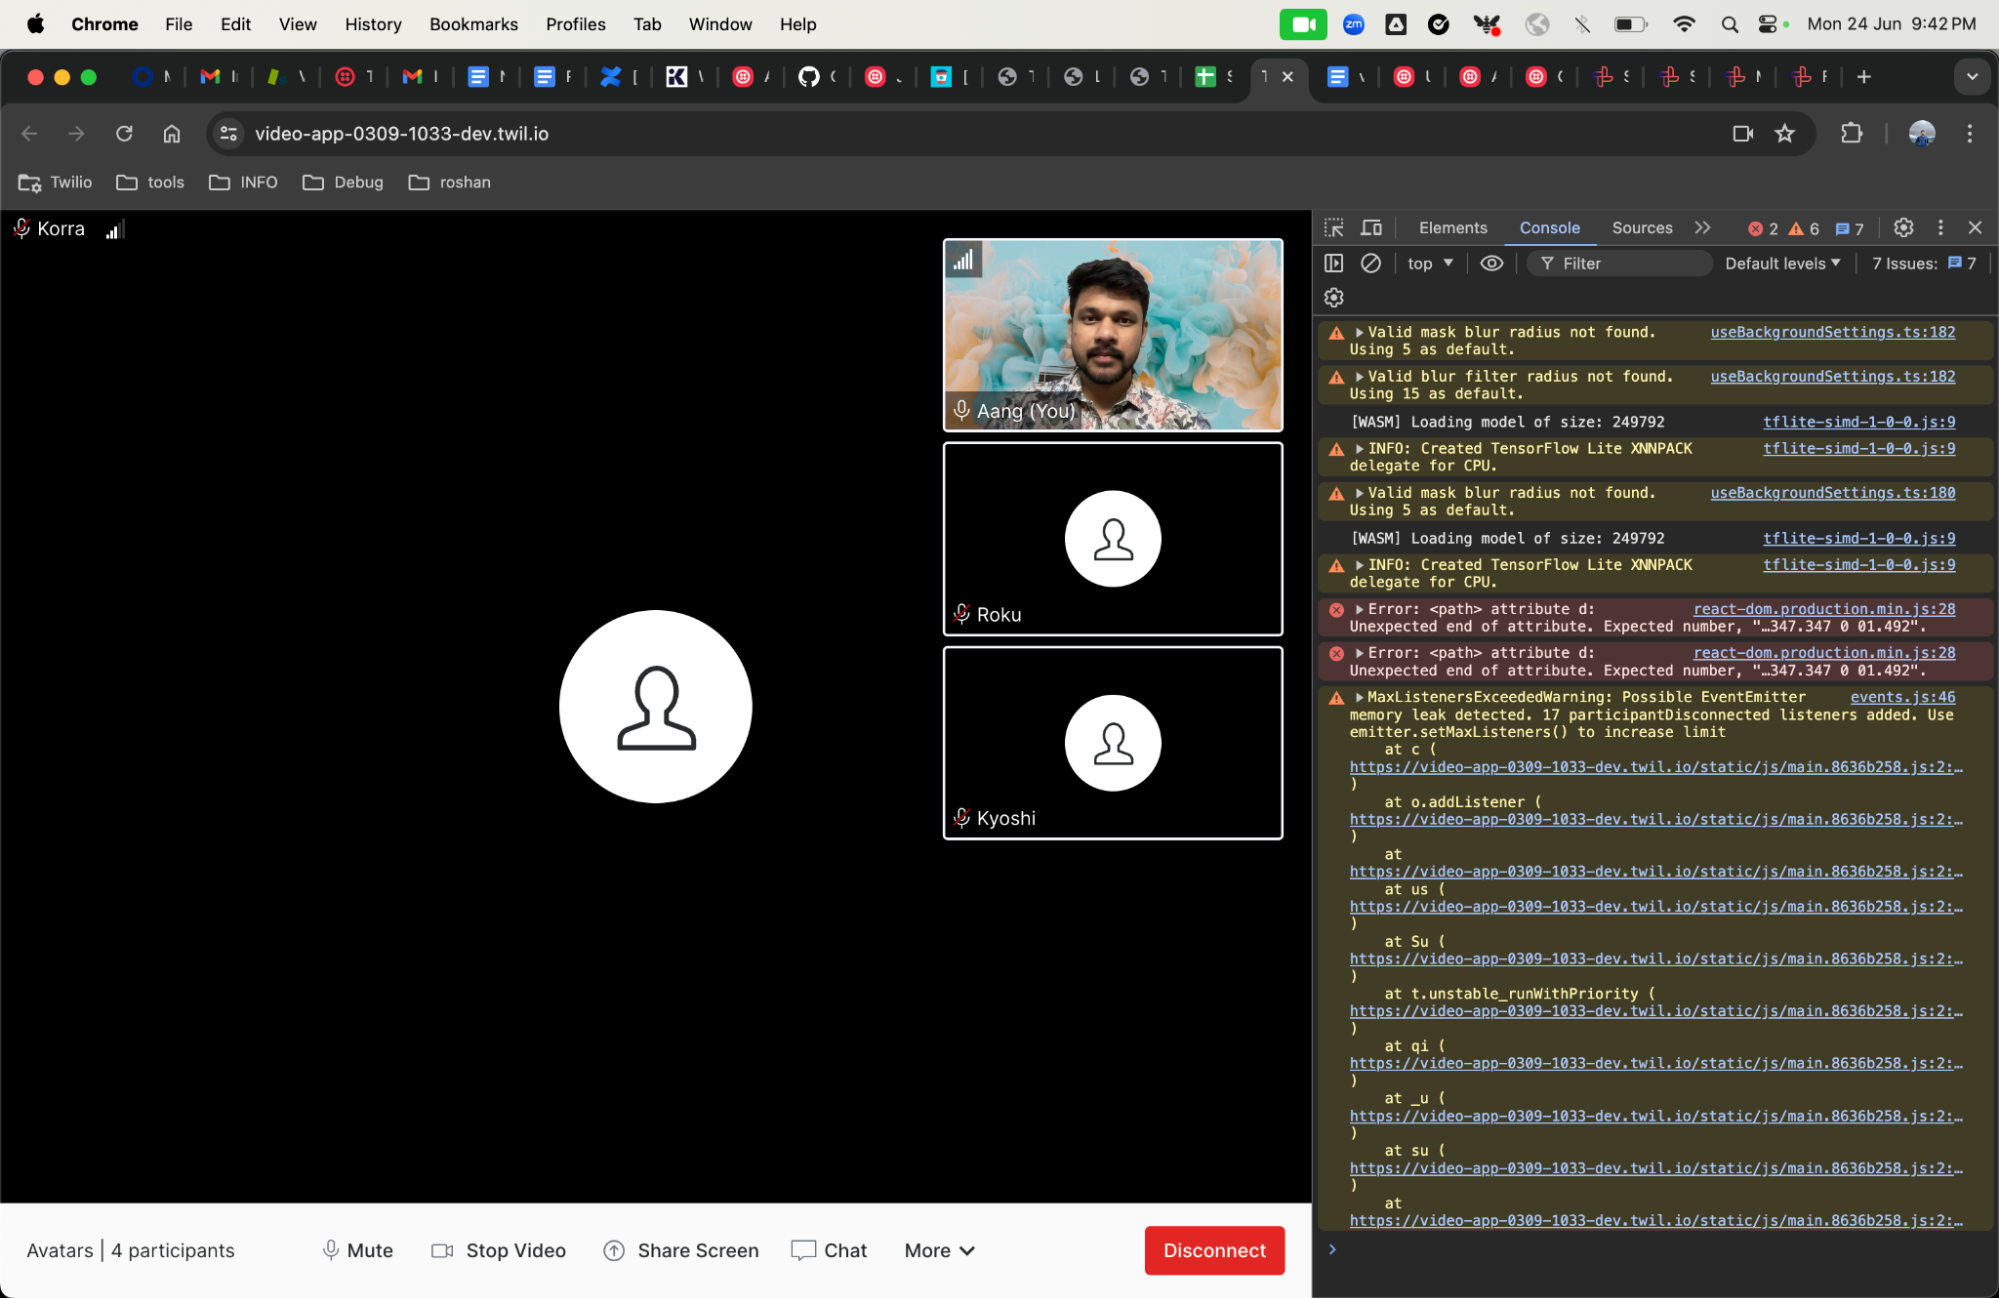 Chrome File Edit View History Bookmarks Profiles Tab Window Help
zm
Mon 24 Jun 9:42 PM
video-app-0309-1033-dev.twil.io
Twilio tools INFO Debug roshan
Korra
Aang (You)
Roku
Kyoshi
Avatars | 4 participants
Mute
Stop Video
Share Screen
Chat
More
Disconnect
Elements Console Sources 2 6 7
top Filter Default levels 7 Issues: 7
Valid mask blur radius not found. useBackgroundSettings.ts:182
Using 5 as default.
Valid blur filter radius not found. useBackgroundSettings.ts:182
Using 15 as default.
[WASM] Loading model of size: 249792 tflite-simd-1-0-0.js:9
INFO: Created TensorFlow Lite XNNPACK tflite-simd-1-0-0.js:9
delegate for CPU.
Valid mask blur radius not found. useBackgroundSettings.ts:180
Using 5 as default.
[WASM] Loading model of size: 249792 tflite-simd-1-0-0.js:9
INFO: Created TensorFlow Lite XNNPACK tflite-simd-1-0-0.js:9
delegate for CPU.
Error: <path> attribute d: react-dom.production.min.js:28
Unexpected end of attribute. Expected number, "…347.347 0 01.492".
Error: <path> attribute d: react-dom.production.min.js:28
Unexpected end of attribute. Expected number, "…347.347 0 01.492".
MaxListenersExceededWarning: Possible EventEmitter events.js:46
memory leak detected. 17 participantDisconnected listeners added. Use
emitter.setMaxListeners() to increase limit
at c (
https://video-app-0309-1033-dev.twil.io/static/js/main.8636b258.js:2:…
)
at o.addListener (
https://video-app-0309-1033-dev.twil.io/static/js/main.8636b258.js:2:…
)
at
https://video-app-0309-1033-dev.twil.io/static/js/main.8636b258.js:2:…
at us (
https://video-app-0309-1033-dev.twil.io/static/js/main.8636b258.js:2:…
)
at Su (
https://video-app-0309-1033-dev.twil.io/static/js/main.8636b258.js:2:…
)
at t.unstable_runWithPriority (
https://video-app-0309-1033-dev.twil.io/static/js/main.8636b258.js:2:…
)
at qi (
https://video-app-0309-1033-dev.twil.io/static/js/main.8636b258.js:2:…
)
at _u (
https://video-app-0309-1033-dev.twil.io/static/js/main.8636b258.js:2:…
)
at su (
https://video-app-0309-1033-dev.twil.io/static/js/main.8636b258.js:2:…
)
at
https://video-app-0309-1033-dev.twil.io/static/js/main.8636b258.js:2:…